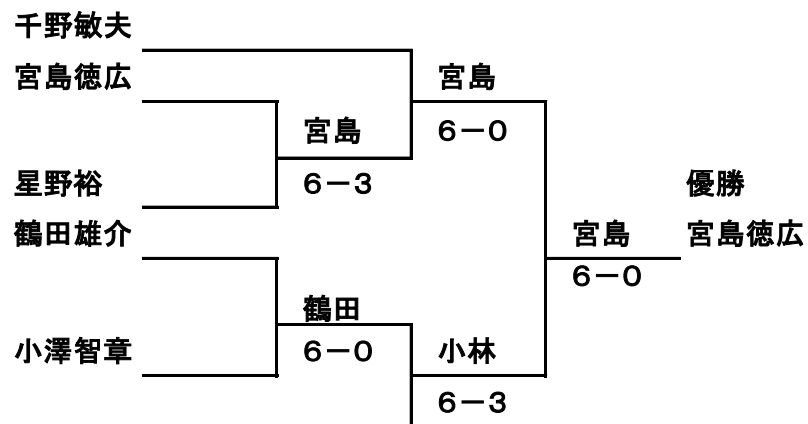 千野敏夫
宮島徳広
宮島
宮島
6－0
6－3
星野裕
優勝
鶴田雄介
宮島
宮島徳広
6－0
鶴田
小澤智章
6－0
小林
6－3